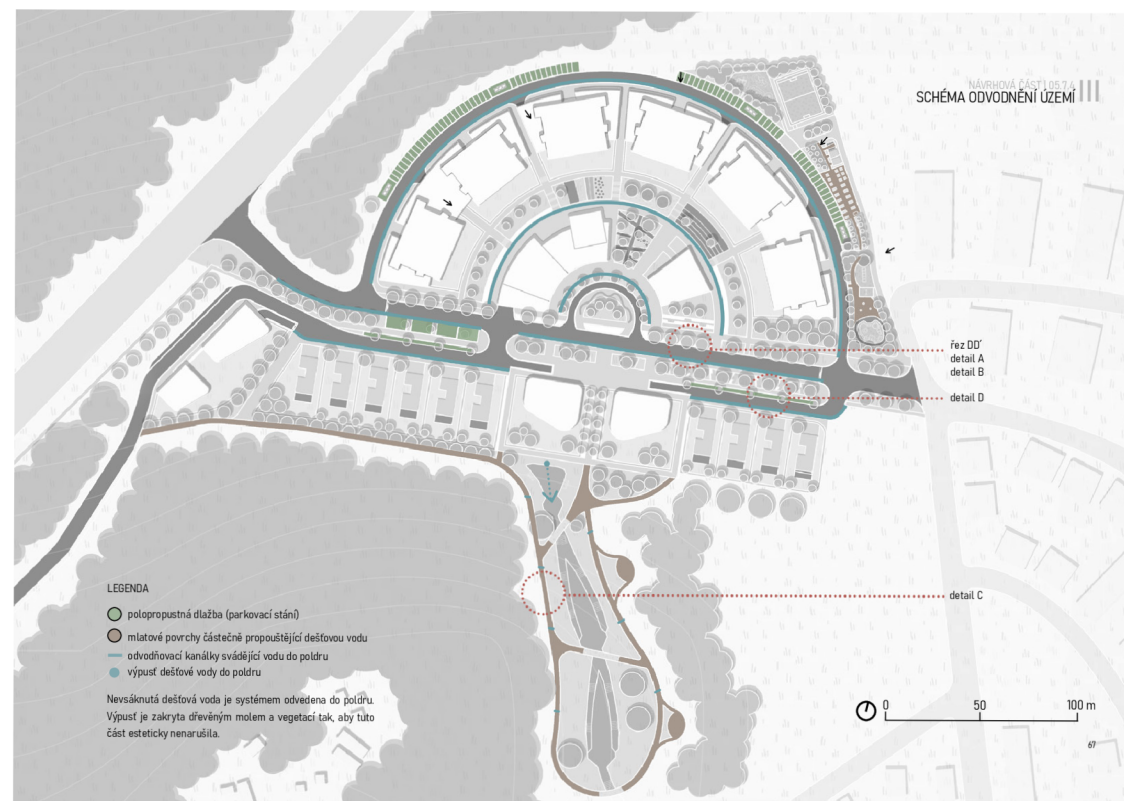 NÁVRHOVÁ ČÁST | 05.7.4
SCHÉMA ODVODNĚNÍ ÚZEMÍ
řez DD´
detail A
detail B
detail D
detail C
LEGENDA
polopropustná dlažba (parkovací stání)
mlatové povrchy částečně propouštějící dešťovou vodu
odvodňovací kanálky svádějící vodu do poldru
výpusť dešťové vody do poldru
Nevsáknutá dešťová voda je systémem odvedena do poldru.
Výpusť je zakryta dřevěným molem a vegetací tak, aby tuto
část esteticky nenarušila.
0 50 100 m
67